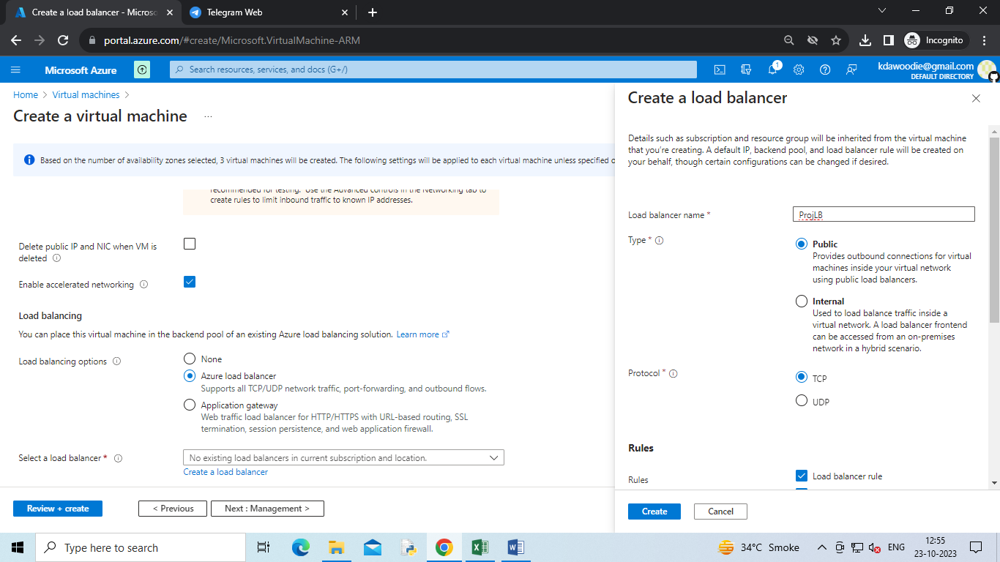 Create a load balancer - Microso
Telegram Web
portal.azure.com/#create/Microsoft.VirtualMachine-ARM
Incognito
Microsoft Azure
Search resources, services, and docs (G+/)
1
kdawoodie@gmail.com
DEFAULT DIRECTORY
Home > Virtual machines >
Create a virtual machine ...
Based on the number of availability zones selected, 3 virtual machines will be created. The following settings will be applied to each virtual machine unless specified o
recommended for testing. Use the Advanced controls in the Networking tab to
create rules to limit inbound traffic to known IP addresses.
Delete public IP and NIC when VM is
deleted
Enable accelerated networking
Load balancing
You can place this virtual machine in the backend pool of an existing Azure load balancing solution. Learn more
Load balancing options
None
Azure load balancer
Supports all TCP/UDP network traffic, port-forwarding, and outbound flows.
Application gateway
Web traffic load balancer for HTTP/HTTPS with URL-based routing, SSL
termination, session persistence, and web application firewall.
Select a load balancer *
No existing load balancers in current subscription and location.
Create a load balancer
Review + create
< Previous
Next : Management >
Create a load balancer
Details such as subscription and resource group will be inherited from the virtual machine
that you're creating. A default IP, backend pool, and load balancer rule will be created on
your behalf, though certain configurations can be changed if desired.
Load balancer name *
ProjLB
Type *
Public
Provides outbound connections for virtual
machines inside your virtual network
using public load balancers.
Internal
Used to load balance traffic inside a
virtual network. A load balancer frontend
can be accessed from an on-premises
network in a hybrid scenario.
Protocol *
TCP
UDP
Rules
Rules
Load balancer rule
Create
Cancel
Type here to search
34°C Smoke
ENG
12:55
23-10-2023